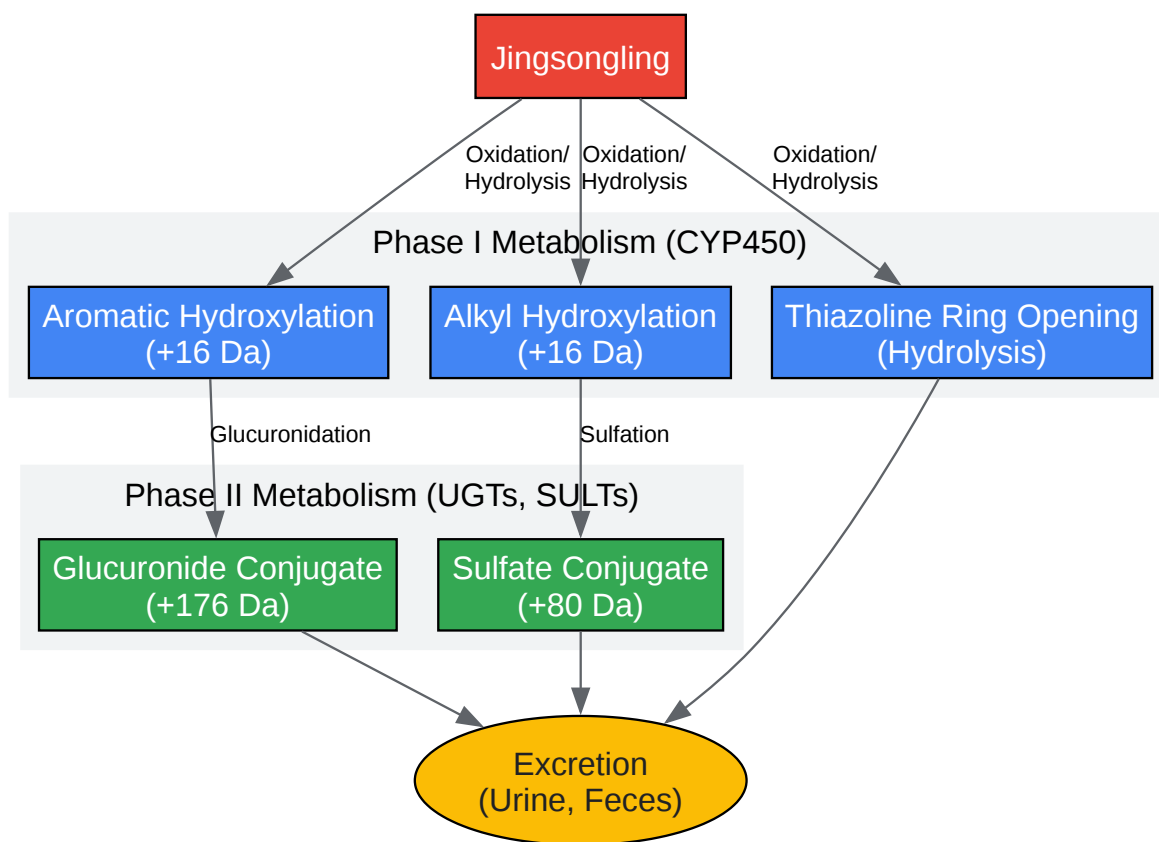 Jingsongling
Oxidation/
Hydrolysis
Oxidation/
Hydrolysis
Oxidation/
Hydrolysis
Phase I Metabolism (CYP450)
Aromatic Hydroxylation
(+16 Da)
Alkyl Hydroxylation
(+16 Da)
Thiazoline Ring Opening
(Hydrolysis)
Glucuronidation
Sulfation
Phase II Metabolism (UGTs, SULTs)
Glucuronide Conjugate
(+176 Da)
Sulfate Conjugate
(+80 Da)
Excretion
(Urine, Feces)